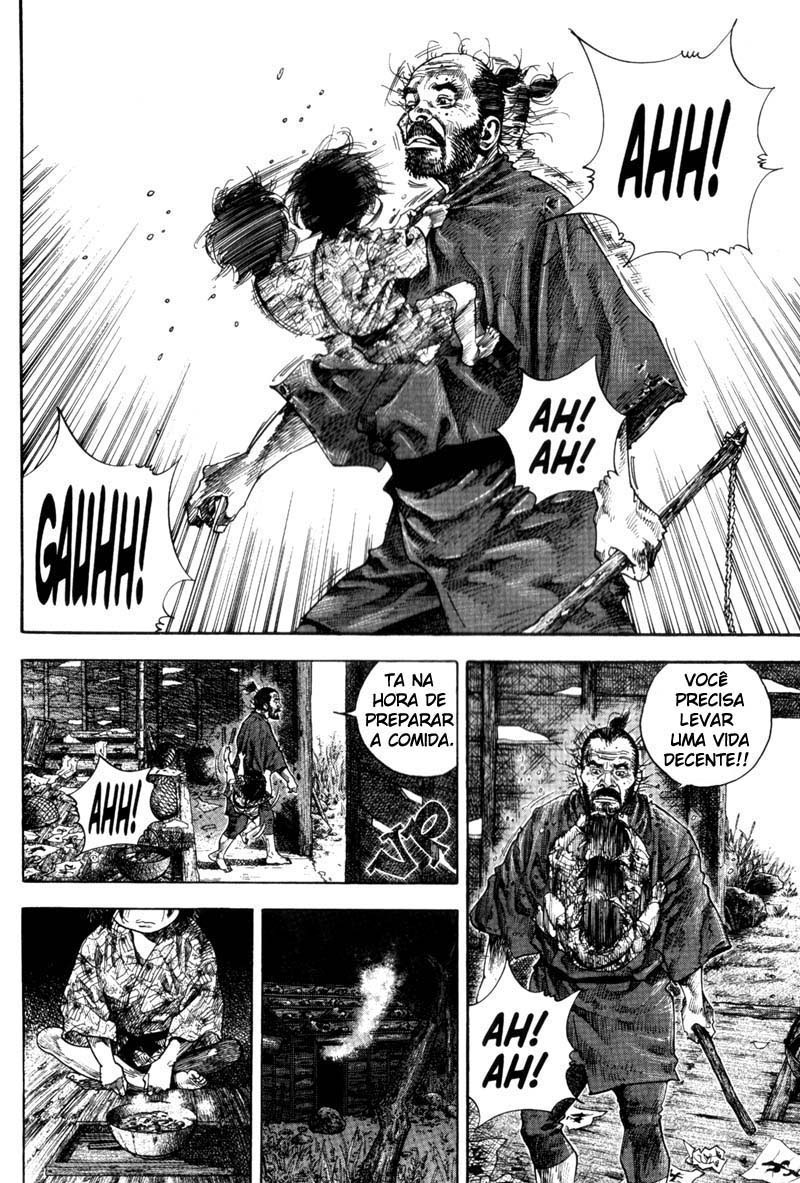 AHH!
AH!
AH!
GAUHH!
VOCÊ
PRECISA
LEVAR
UMA VIDA
DECENTE!!
AH!
AH!
TA NA
HORA DE
PREPARAR
A COMIDA.
AHH!